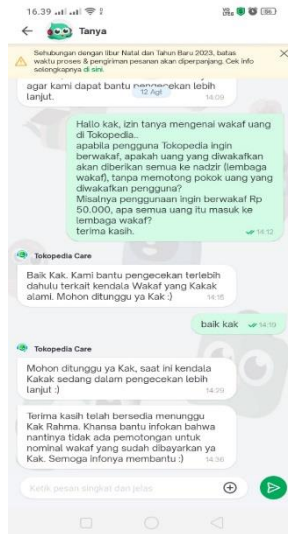 16.39
Tanya
Sehubungan dengan libur Natal dan Tahun Baru 2023, batas
waktu proses & pengiriman pesanan akan diperpanjang. Cek info
selengkapnya di sini.
agar kami dapat bantu pengecekan lebih
12 Agt
lanjut.
14.09
Hallo kak, izin tanya mengenai wakaf uang
di Tokopedia..
apabila pengguna Tokopedia ingin
berwakaf, apakah uang yang diwakafkan
akan diberikan semua ke nadzir (lembaga
wakaf), tanpa memotong pokok uang yang
diwakafkan pengguna?
Misalnya penggunaan ingin berwakaf Rp
50.000, apa semua uang itu masuk ke
lembaga wakaf?
terima kasih.
14:12
Tokopedia Care
Baik Kak. Kami bantu pengecekan terlebih
dahulu terkait kendala Wakaf yang Kakak
alami. Mohon ditunggu ya Kak :)
14:15
baik kak
14:19
Tokopedia Care
Mohon ditunggu ya Kak, saat ini kendala
Kakak sedang dalam pengecekan lebih
lanjut :)
14:29
Terima kasih telah bersedia menunggu
Kak Rahma. Khansa bantu infokan bahwa
nantinya tidak ada pemotongan untuk
nominal wakaf yang sudah dibayarkan ya
Kak. Semoga infonya membantu :)
14:36
Ketik pesan singkat dan jelas